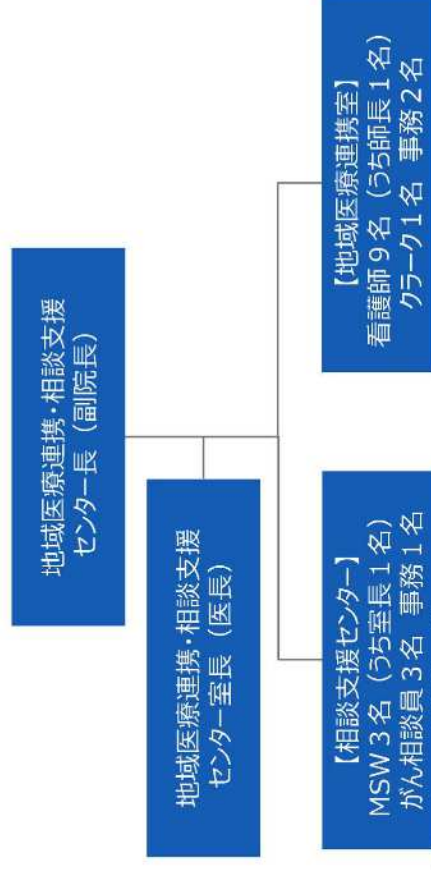 地域医療連携・相談支援
センター長（副院長）
地域医療連携・相談支援
センター室長（医長）
【相談支援センター】
MSW３名（うち室長１名）
がん相談員３名　事務１名
【地域医療連携室】
看護師９名（うち師長１名）
クラーク１名　事務２名